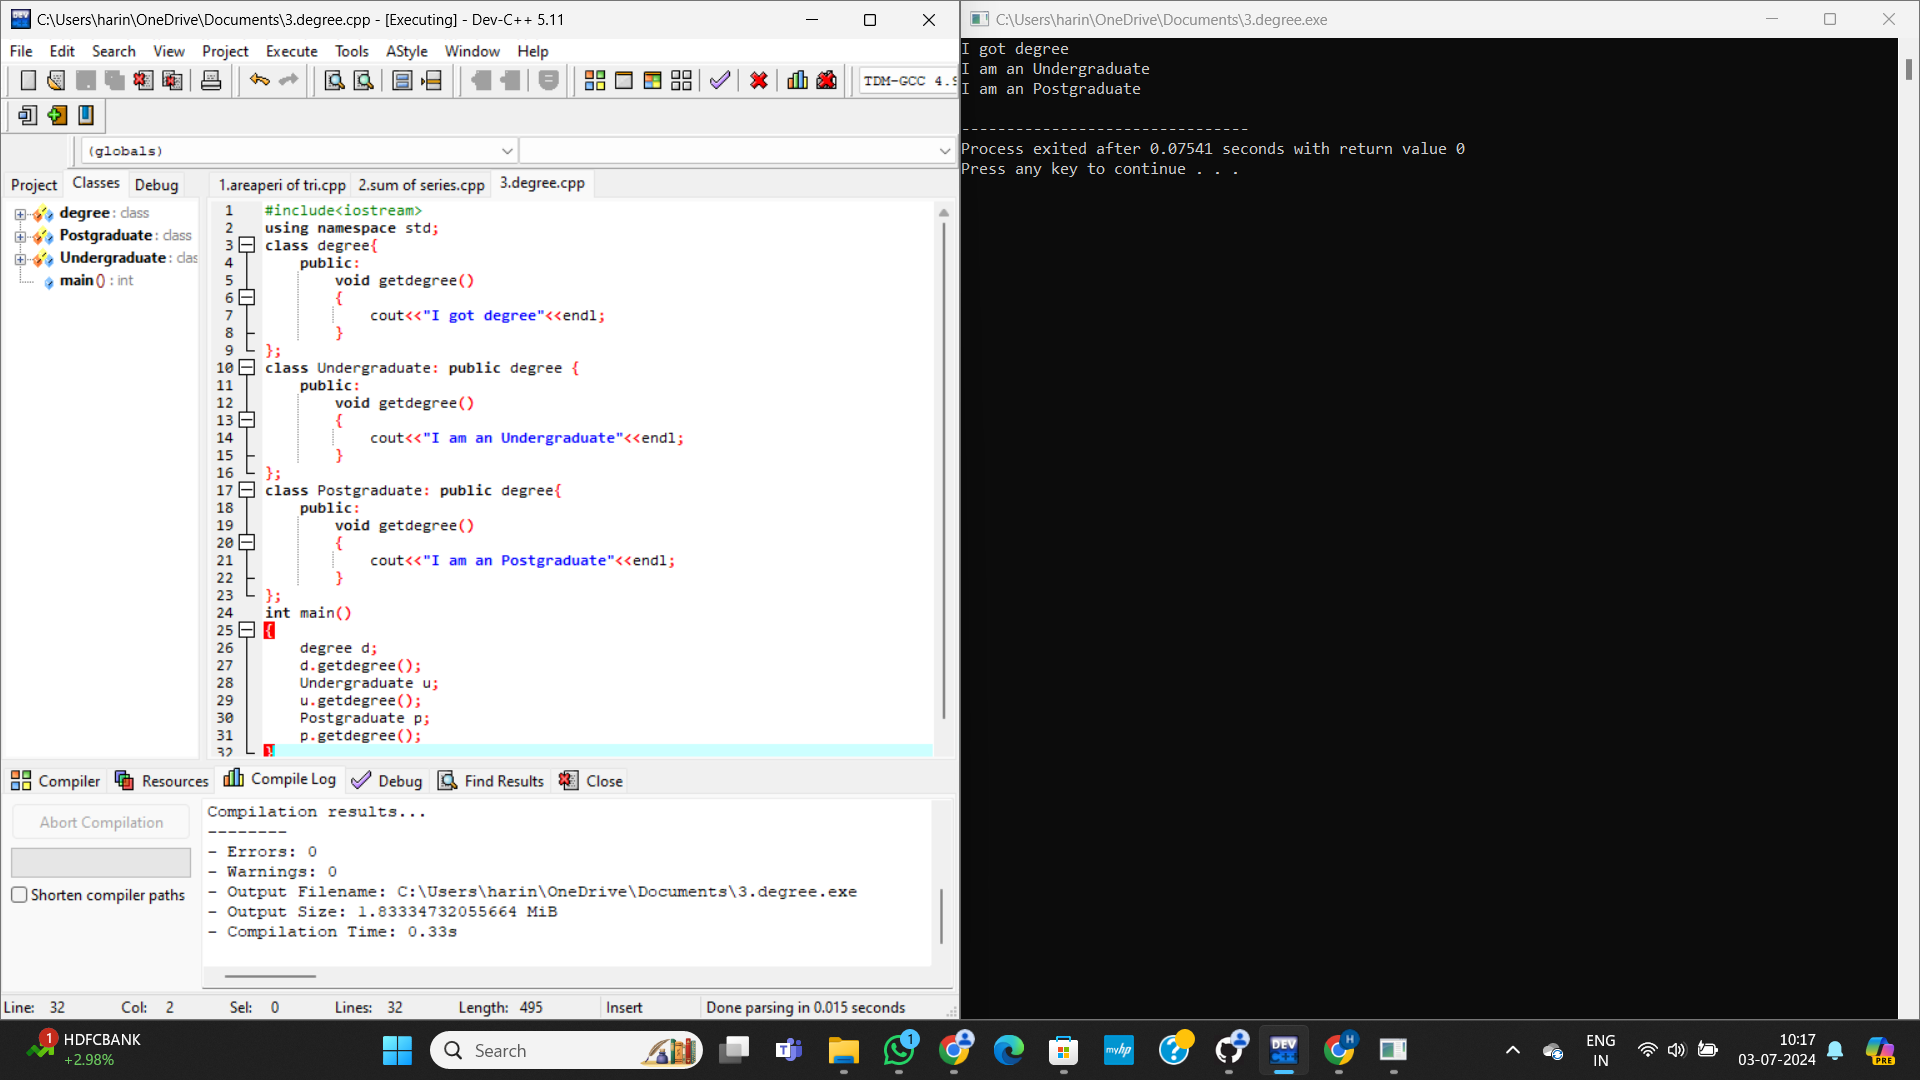 C:\Users\harin\OneDrive\Documents\3.degree.cpp - [Executing] - Dev-C++ 5.11
File Edit Search View Project Execute Tools AStyle Window Help
TDM-GCC 4.9
(globals)
Project Classes Debug
1.areaperi of tri.cpp 2.sum of series.cpp 3.degree.cpp
degree : class
Postgraduate : class
Undergraduate : clas
main () : int
1 #include<iostream>
2 using namespace std;
3 class degree{
4 public:
5 void getdegree()
6 {
7 cout<<"I got degree"<<endl;
8 }
9 };
10 class Undergraduate: public degree {
11 public:
12 void getdegree()
13 {
14 cout<<"I am an Undergraduate"<<endl;
15 }
16 };
17 class Postgraduate: public degree{
18 public:
19 void getdegree()
20 {
21 cout<<"I am an Postgraduate"<<endl;
22 }
23 };
24 int main()
25 {
26 degree d;
27 d.getdegree();
28 Undergraduate u;
29 u.getdegree();
30 Postgraduate p;
31 p.getdegree();
32 }
Compiler Resources Compile Log Debug Find Results Close
Abort Compilation
Shorten compiler paths
Compilation results...
--------
- Errors: 0
- Warnings: 0
- Output Filename: C:\Users\harin\OneDrive\Documents\3.degree.exe
- Output Size: 1.83334732055664 MiB
- Compilation Time: 0.33s
Line: 32 Col: 2 Sel: 0 Lines: 32 Length: 495 Insert Done parsing in 0.015 seconds
C:\Users\harin\OneDrive\Documents\3.degree.exe
I got degree
I am an Undergraduate
I am an Postgraduate
--------------------------------
Process exited after 0.07541 seconds with return value 0
Press any key to continue . . .
1
HDFCBANK
+2.98%
Search
1
myhp
DEV C++
H
ENG
IN
10:17
03-07-2024
PRE